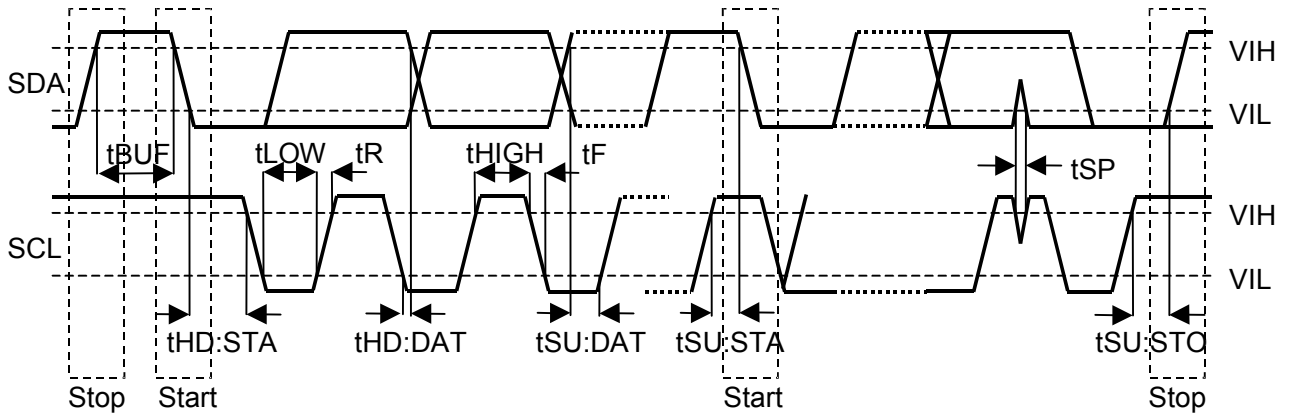 VIH
SDA
VIL
tBUF tLOW tR tHIGH tF tSP
VIH
SCL
VIL
tHD:STA tHD:DAT tSU:DAT tSU:STA tSU:STO
Stop Start Start Stop